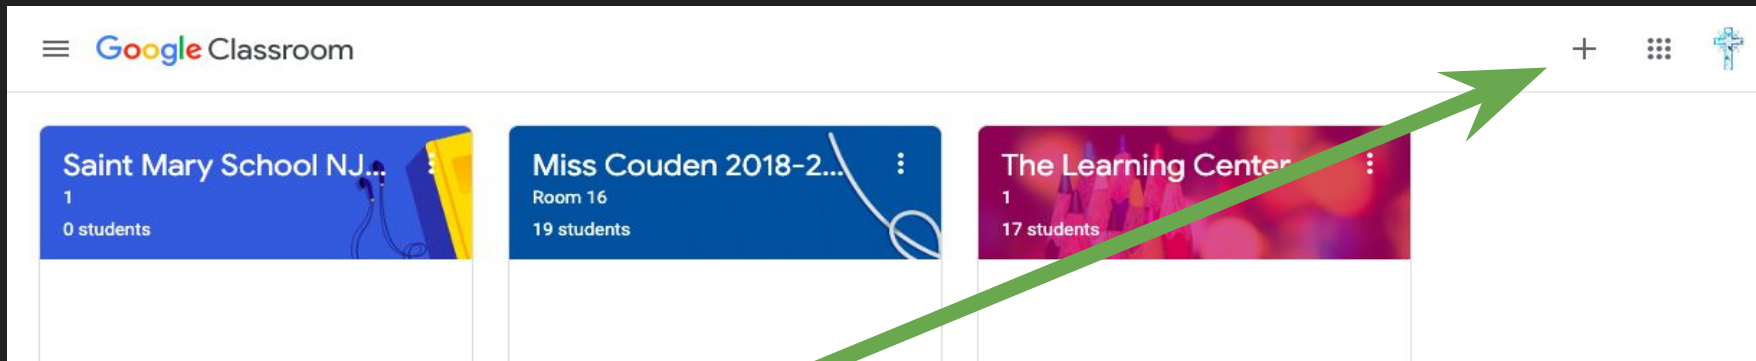 Google Classroom
Saint Mary School NJ...
1
0 students
Miss Couden 2018-2...
Room 16
19 students
The Learning Center
1
17 students